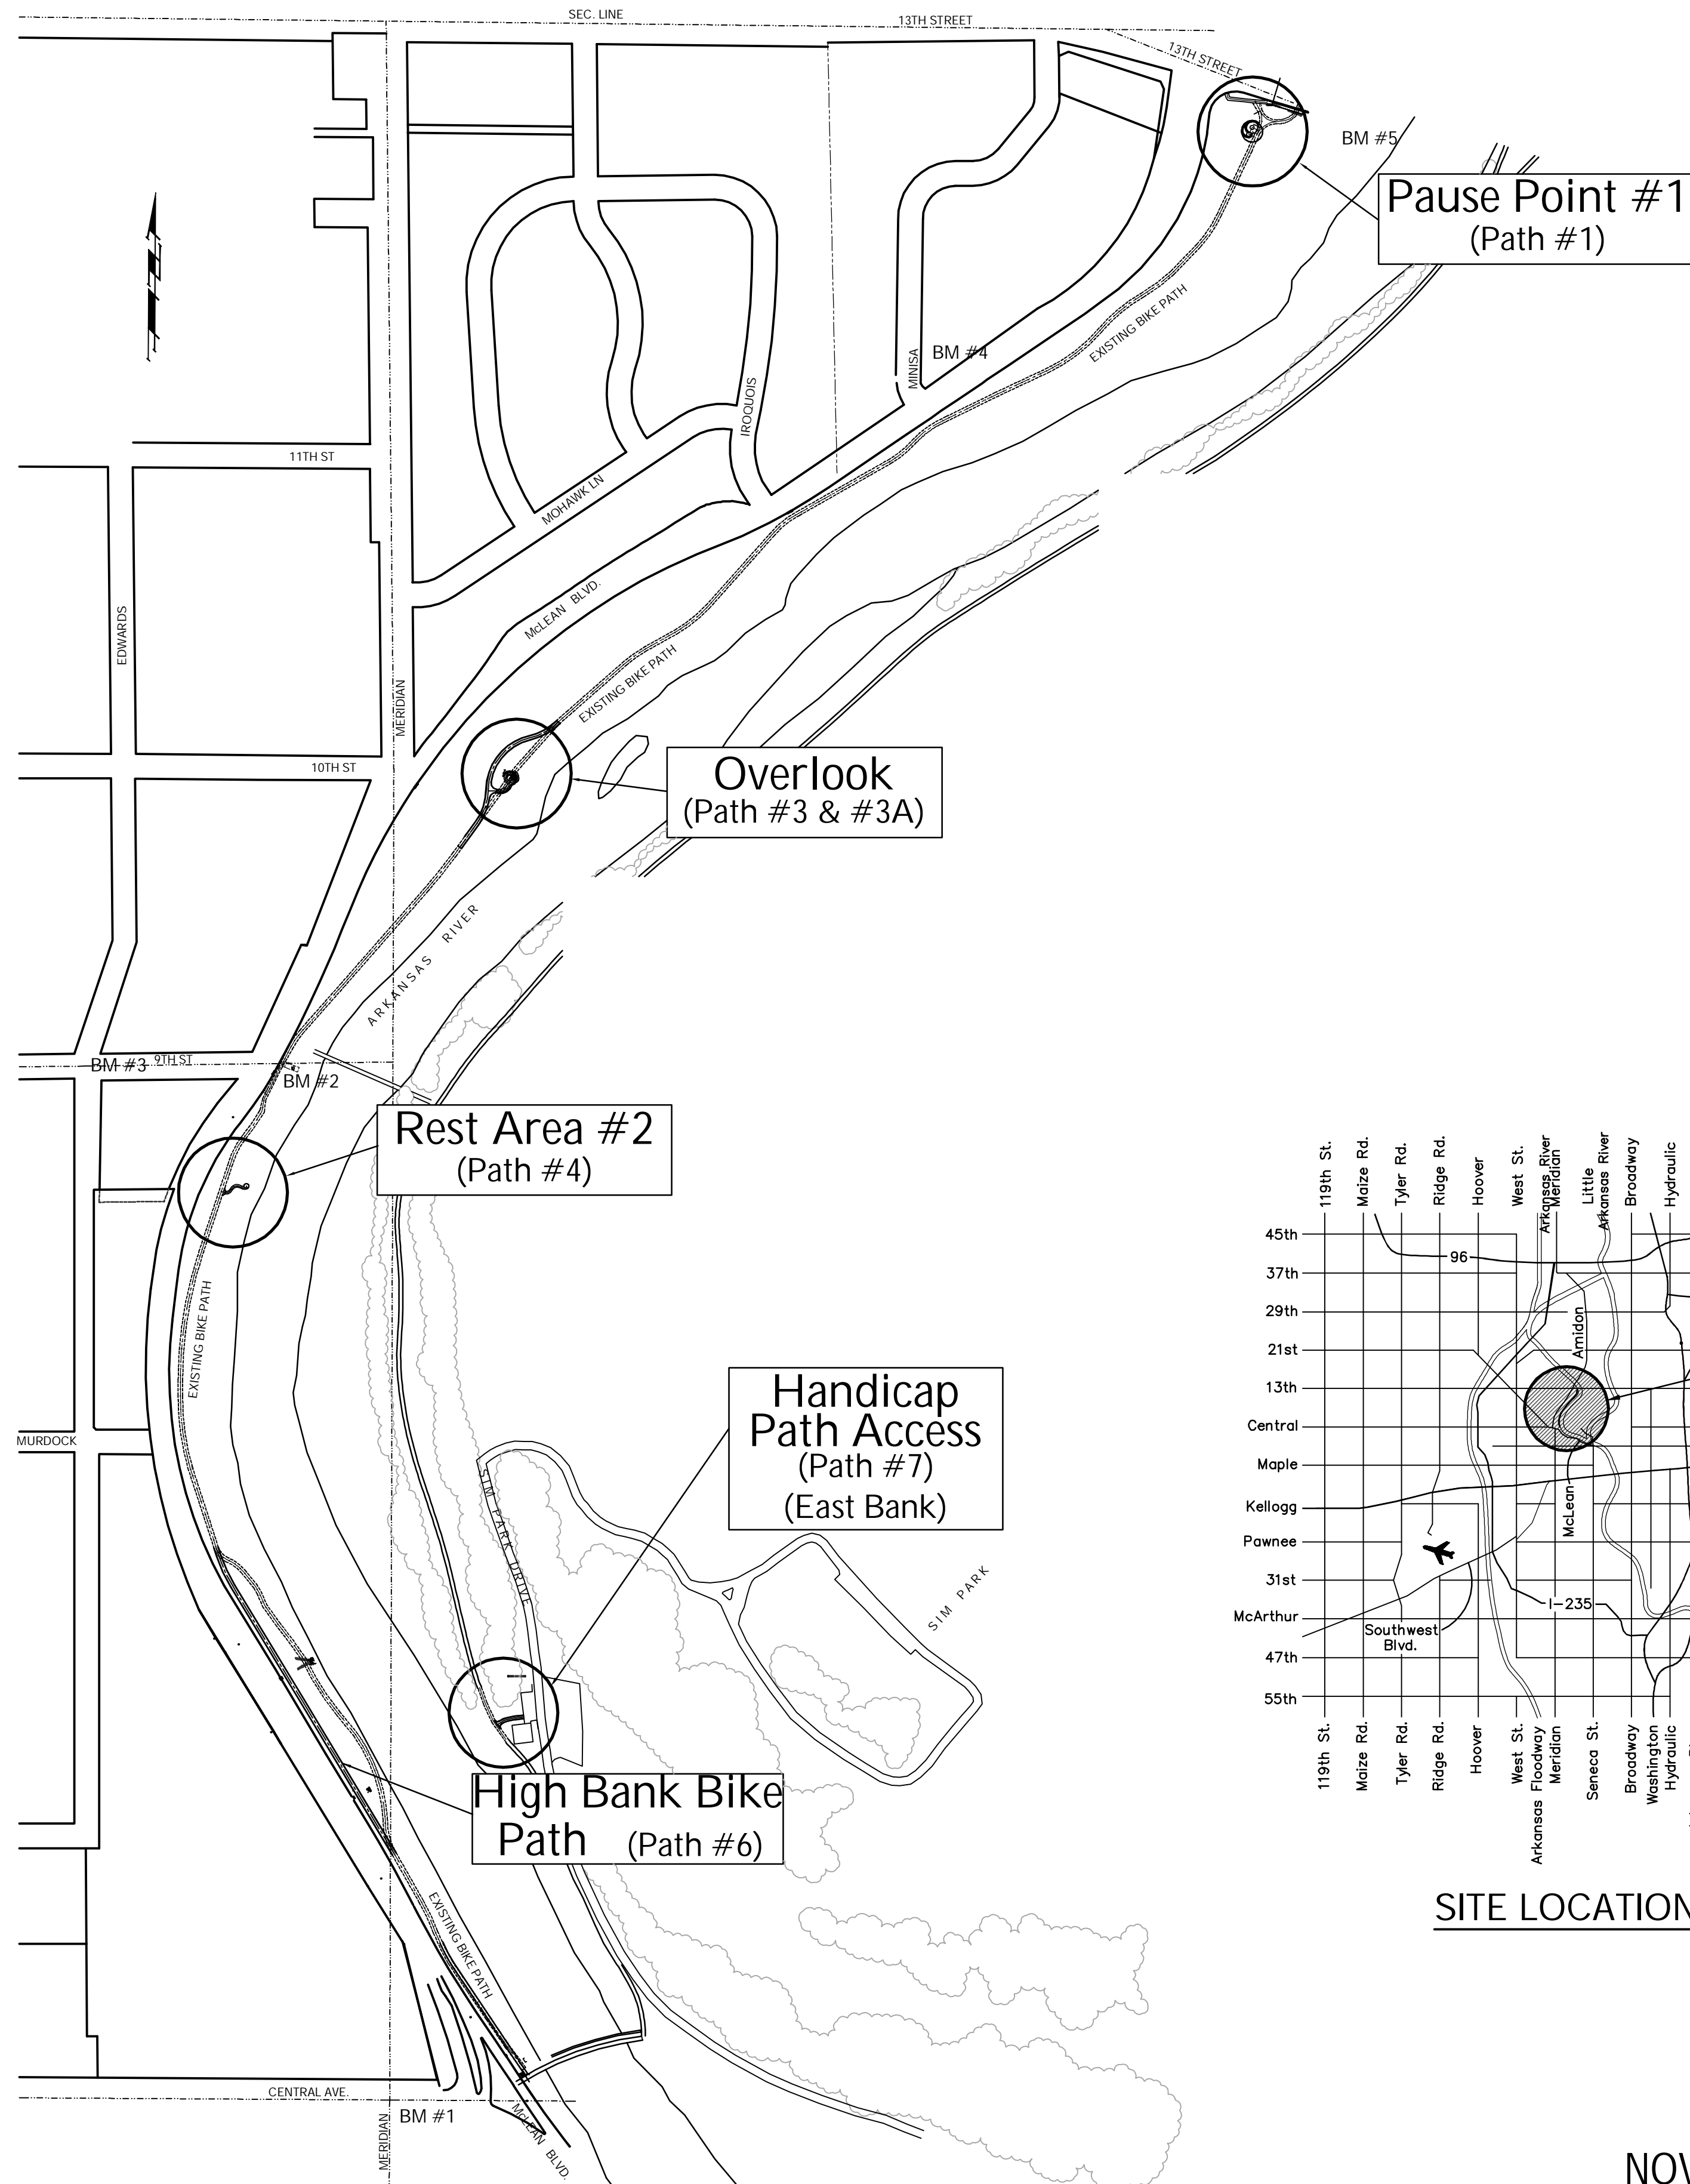 SEC. LINE
13TH STREET
13TH STREET
BM #5
Pause Point #1
(Path #1)
EXISTING BIKE PATH
MINISA
BM #4
IROQUOIS
11TH ST
MOHAWK LN
McLEAN BLVD.
EDWARDS
MERIDIAN
EXISTING BIKE PATH
10TH ST
Overlook
(Path #3 & #3A)
ARKANSAS RIVER
BM #3
9TH ST
BM #2
Rest Area #2
(Path #4)
EXISTING BIKE PATH
Handicap
Path Access
(Path #7)
(East Bank)
MURDOCK
SIM PARK DRIVE
SIM PARK
High Bank Bike
Path (Path #6)
EXISTING BIKE PATH
CENTRAL AVE.
MERIDIAN
BM #1
McLEAN BLVD.
119th St.
Maize Rd.
Tyler Rd.
Ridge Rd.
Hoover
West St.
Arkansas River
Meridian
Little
Arkansas River
Broadway
Hydraulic
45th
37th
29th
21st
13th
Central
Maple
Kellogg
Pawnee
31st
McArthur
47th
55th
96
Amidon
McLean
I-235
Southwest
Blvd.
119th St.
Maize Rd.
Tyler Rd.
Ridge Rd.
Hoover
West St.
Arkansas Floodway
Meridian
Seneca St.
Broadway
Washington
Hydraulic
SITE LOCATION
NOV